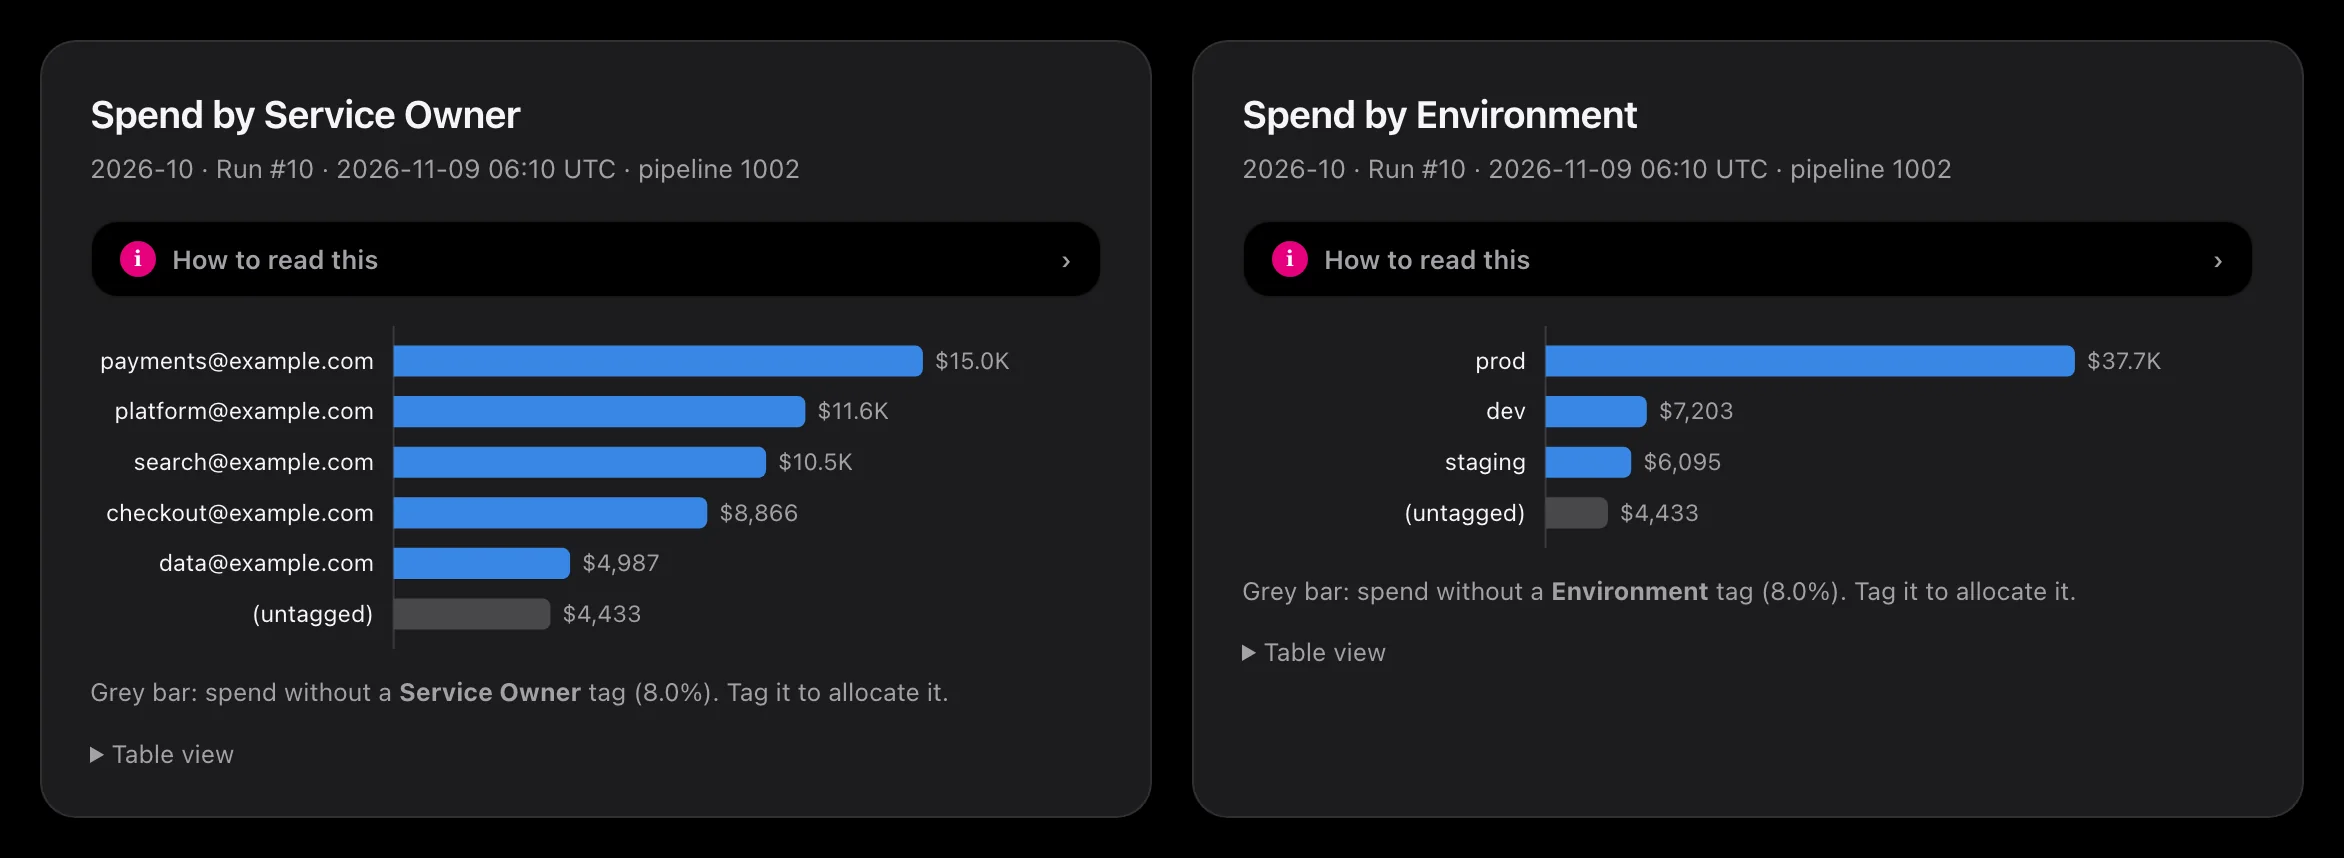 Spend by Service Owner
2026-10 · Run #10 · 2026-11-09 06:10 UTC · pipeline 1002
i How to read this ›
payments@example.com $15.0K
platform@example.com $11.6K
search@example.com $10.5K
checkout@example.com $8,866
data@example.com $4,987
(untagged) $4,433
Grey bar: spend without a Service Owner tag (8.0%). Tag it to allocate it.
▶ Table view
Spend by Environment
2026-10 · Run #10 · 2026-11-09 06:10 UTC · pipeline 1002
i How to read this ›
prod $37.7K
dev $7,203
staging $6,095
(untagged) $4,433
Grey bar: spend without a Environment tag (8.0%). Tag it to allocate it.
▶ Table view